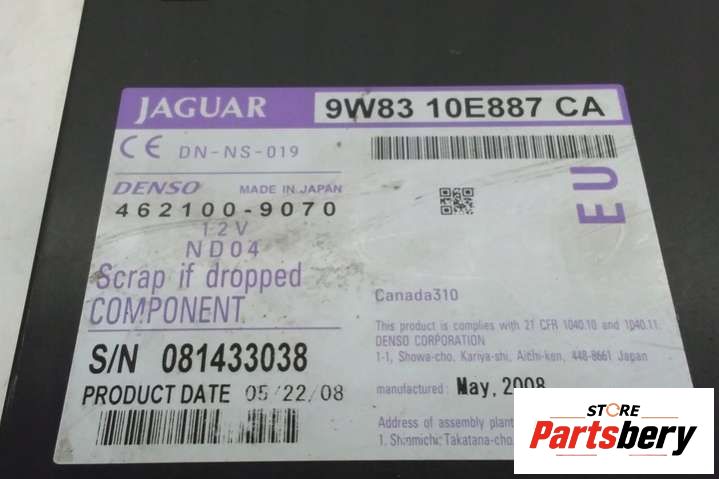 JAGUAR
9W83 10E887 CA
CE DN-NS-019
DENSO MADE IN JAPAN
462100-9070
12V
ND04
Scrap if dropped
COMPONENT
S/N 081433038
PRODUCT DATE 05/22/08
EU
Canada310
This product is complies with 21 CFR 1040.10 and 1040.11.
DENSO CORPORATION
1-1, Showa-cho, Kariya-shi, Aichi-ken, 448-8661 Japan
manufactured: May, 2008
Address of assembly plant
1. Shomichi Takatana-cho
STORE
Partsbery